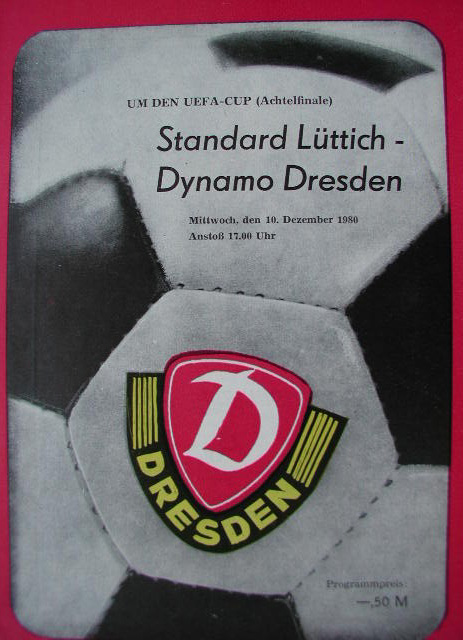 UM DEN UEFA-CUP (Achtelfinale)
Standard Lüttich -
Dynamo Dresden
Mittwoch, den 10. Dezember 1980
Anstoß 17.00 Uhr
D
DRESDEN
Programmpreis:
—,50 M